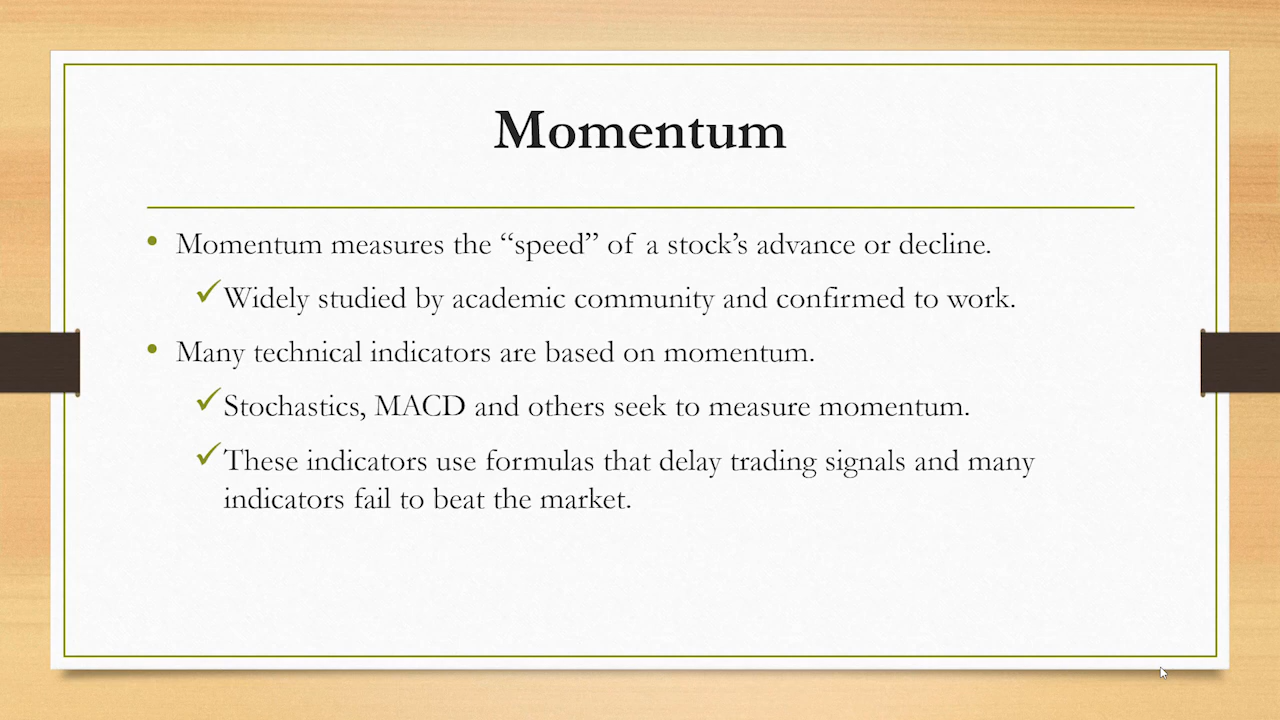 Momentum
• Momentum measures the “speed” of a stock’s advance or decline.
✓Widely studied by academic community and confirmed to work.
• Many technical indicators are based on momentum.
✓Stochastics, MACD and others seek to measure momentum.
✓These indicators use formulas that delay trading signals and many
indicators fail to beat the market.